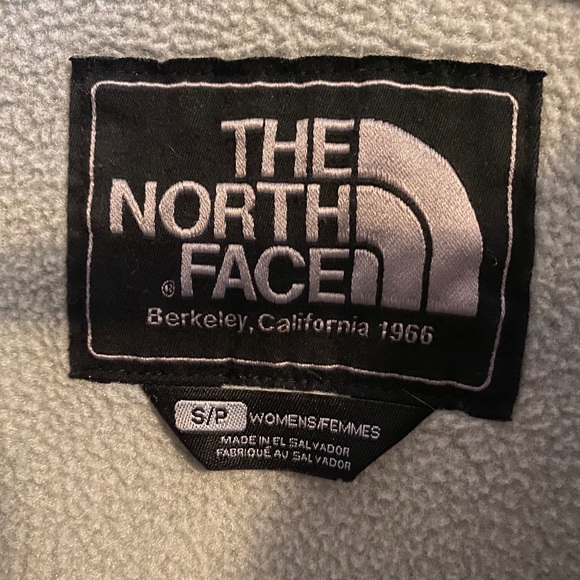 THE
NORTH
FACE
®
Berkeley, California 1966
S/P WOMENS/FEMMES
MADE IN EL SALVADOR
FABRIQUÉ AU SALVADOR